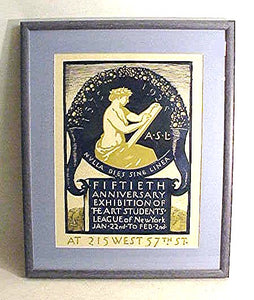 A·S·L
NVLLA DIES SINE LINEA
FIFTIETH
ANNIVERSARY
EXHIBITION OF
THE ART STUDENTS'
LEAGUE of New York
JAN·22nd·TO FEB·2nd·
AT 215 WEST 57TH ST.